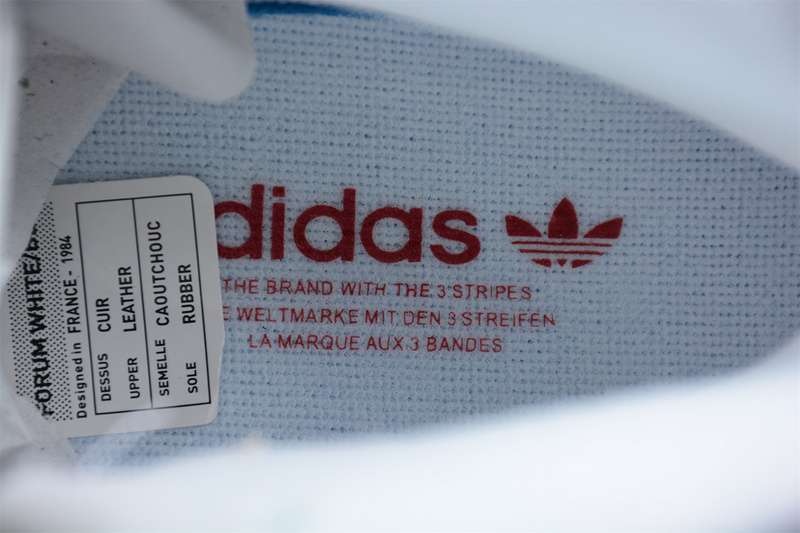 didas
THE BRAND WITH THE 3 STRIPES
E WELTMARKE MIT DEN 3 STREIFEN
LA MARQUE AUX 3 BANDES
FORUM WHITE/
Designed in FRANCE - 1984
DESSUS CUIR
UPPER LEATHER
SEMELLE CAOUTCHOUC
SOLE RUBBER